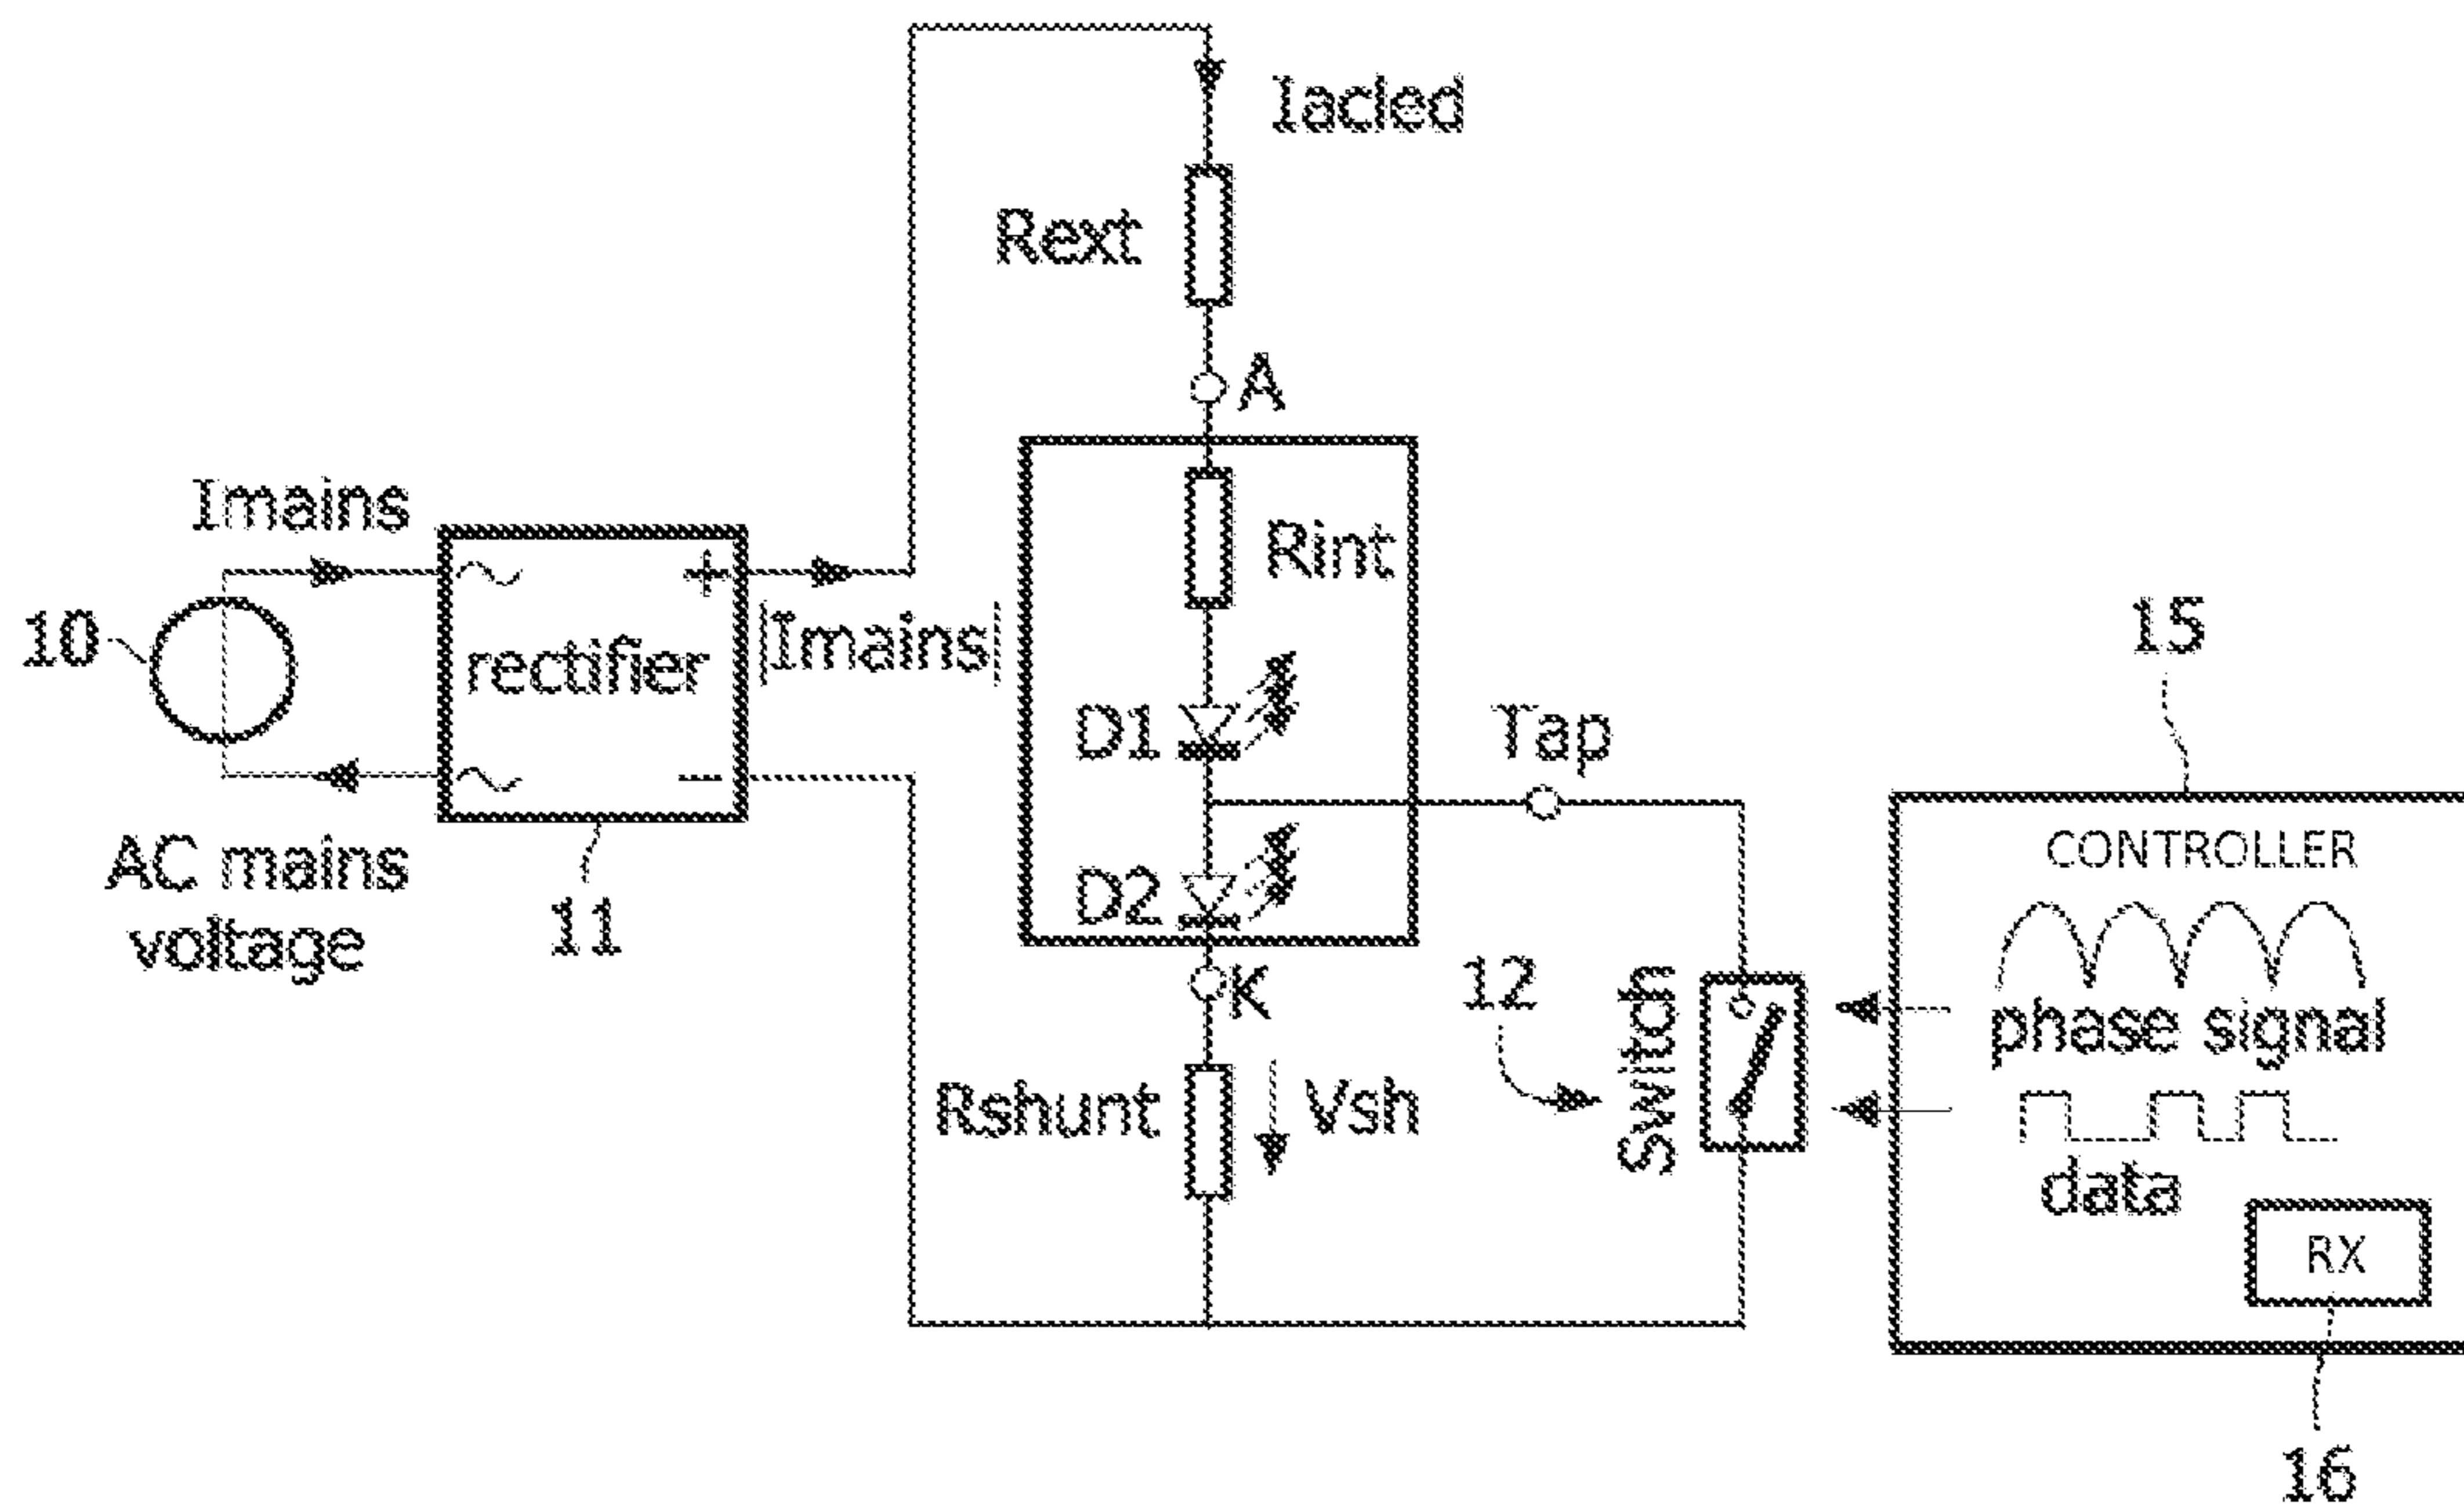 Iacled
Rext
A
Imains
10
rectifier
+
−
|Imains|
AC mains
voltage
11
Rint
D1
D2
Tap
K
Rshunt
Vsh
12
Switch
15
CONTROLLER
phase signal
data
RX
16